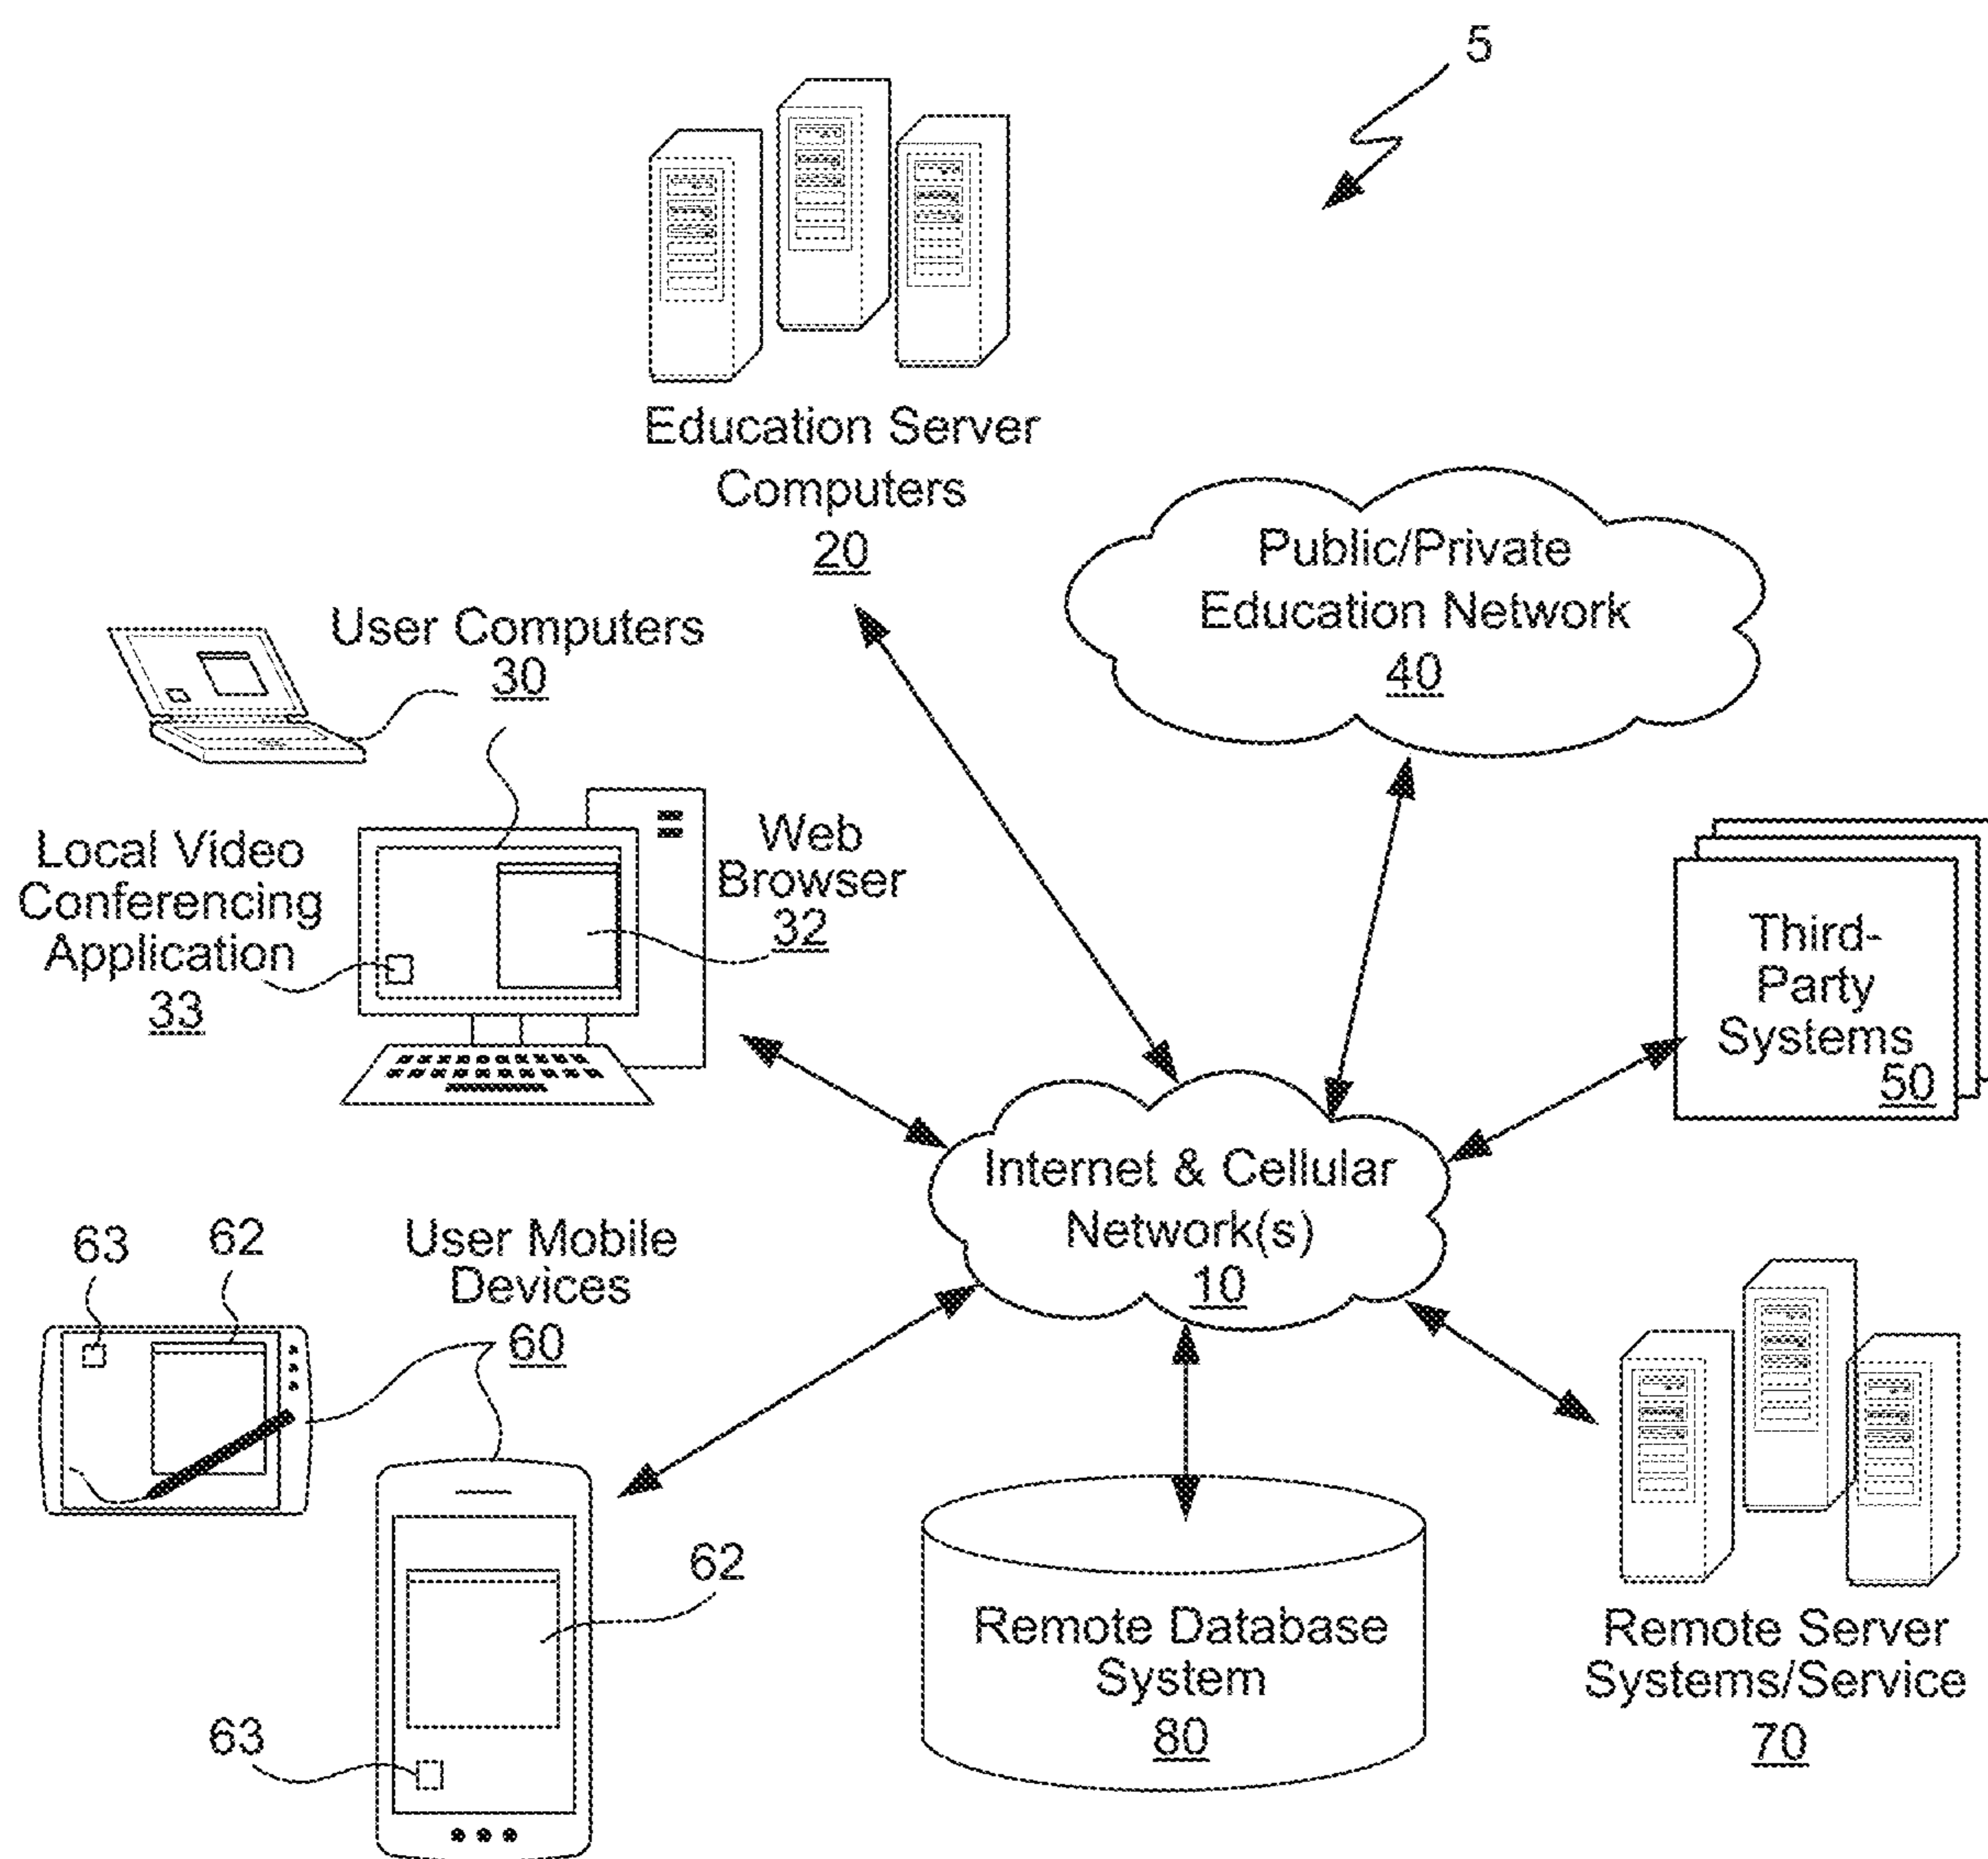 5
Education Server
Computers
20
Public/Private
Education Network
40
User Computers
30
Local Video
Conferencing
Application
33
Web
Browser
32
Third-
Party
Systems
50
Internet & Cellular
Network(s)
10
63
62
User Mobile
Devices
60
62
63
Remote Database
System
80
Remote Server
Systems/Service
70